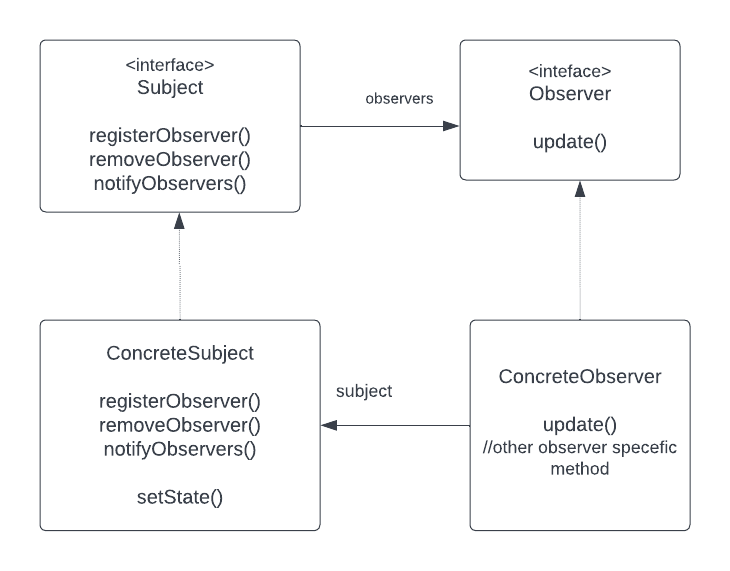 <interface>
Subject
registerObserver()
removeObserver()
notifyObservers()
observers
<inteface>
Observer
update()
ConcreteSubject
registerObserver()
removeObserver()
notifyObservers()
setState()
subject
ConcreteObserver
update()
//other observer specefic
method